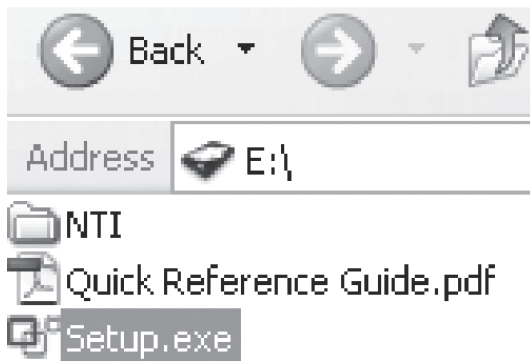 Back
Address E:\
NTI
Quick Reference Guide.pdf
Setup.exe